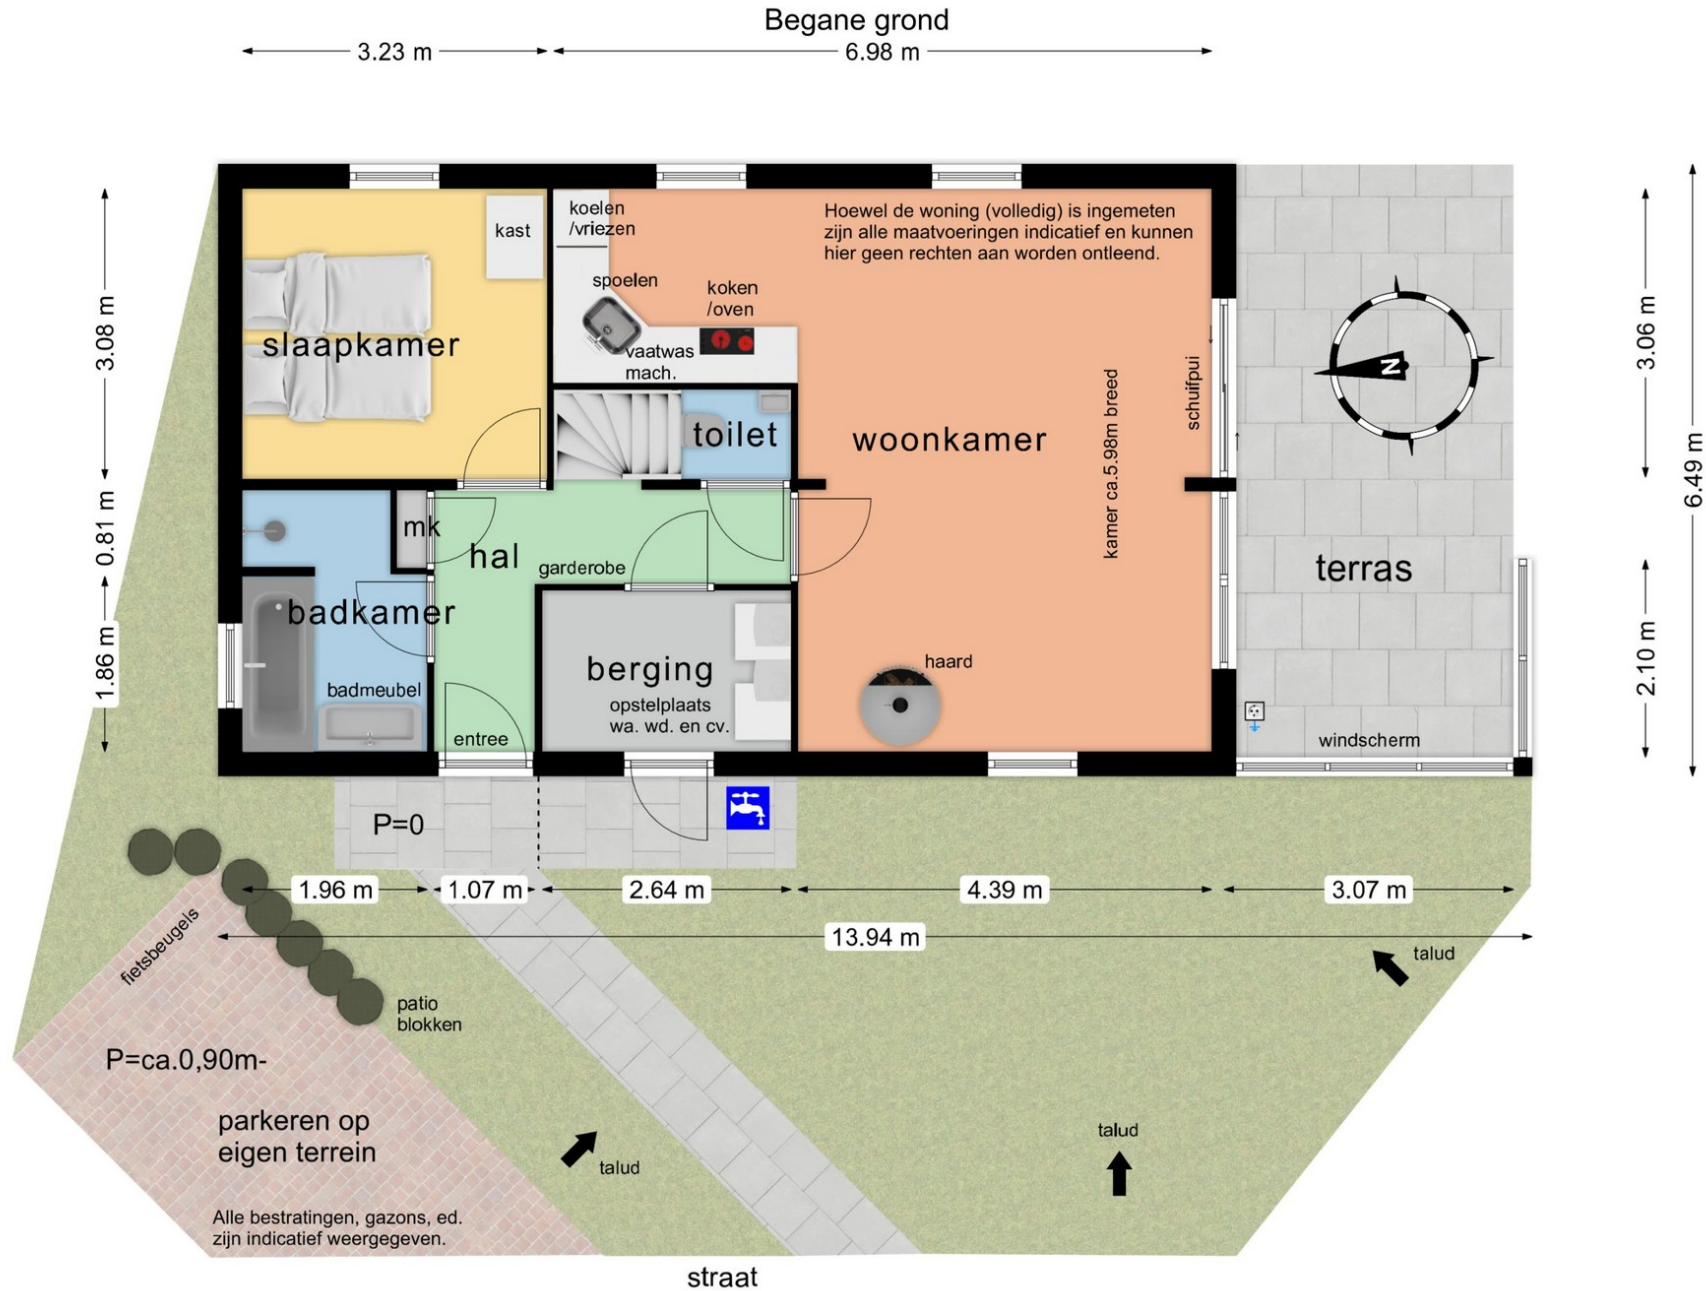 Begane grond
3.23 m
6.98 m
koelen
/vriezen
kast
Hoewel de woning (volledig) is ingemeten
zijn alle maatvoeringen indicatief en kunnen
hier geen rechten aan worden ontleend.
spoelen
koken
/oven
vaatwas
mach.
slaapkamer
3.08 m
3.06 m
schuifpui
N
toilet
woonkamer
kamer ca.5.98m breed
6.49 m
mk
0.81 m
hal
garderobe
terras
badkamer
1.86 m
berging
haard
2.10 m
badmeubel
opstelplaats
wa. wd. en cv.
entree
windscherm
P=0
1.96 m
1.07 m
2.64 m
4.39 m
3.07 m
13.94 m
fietsbeugels
talud
patio
blokken
P=ca.0,90m-
parkeren op
eigen terrein
talud
talud
Alle bestratingen, gazons, ed.
zijn indicatief weergegeven.
straat